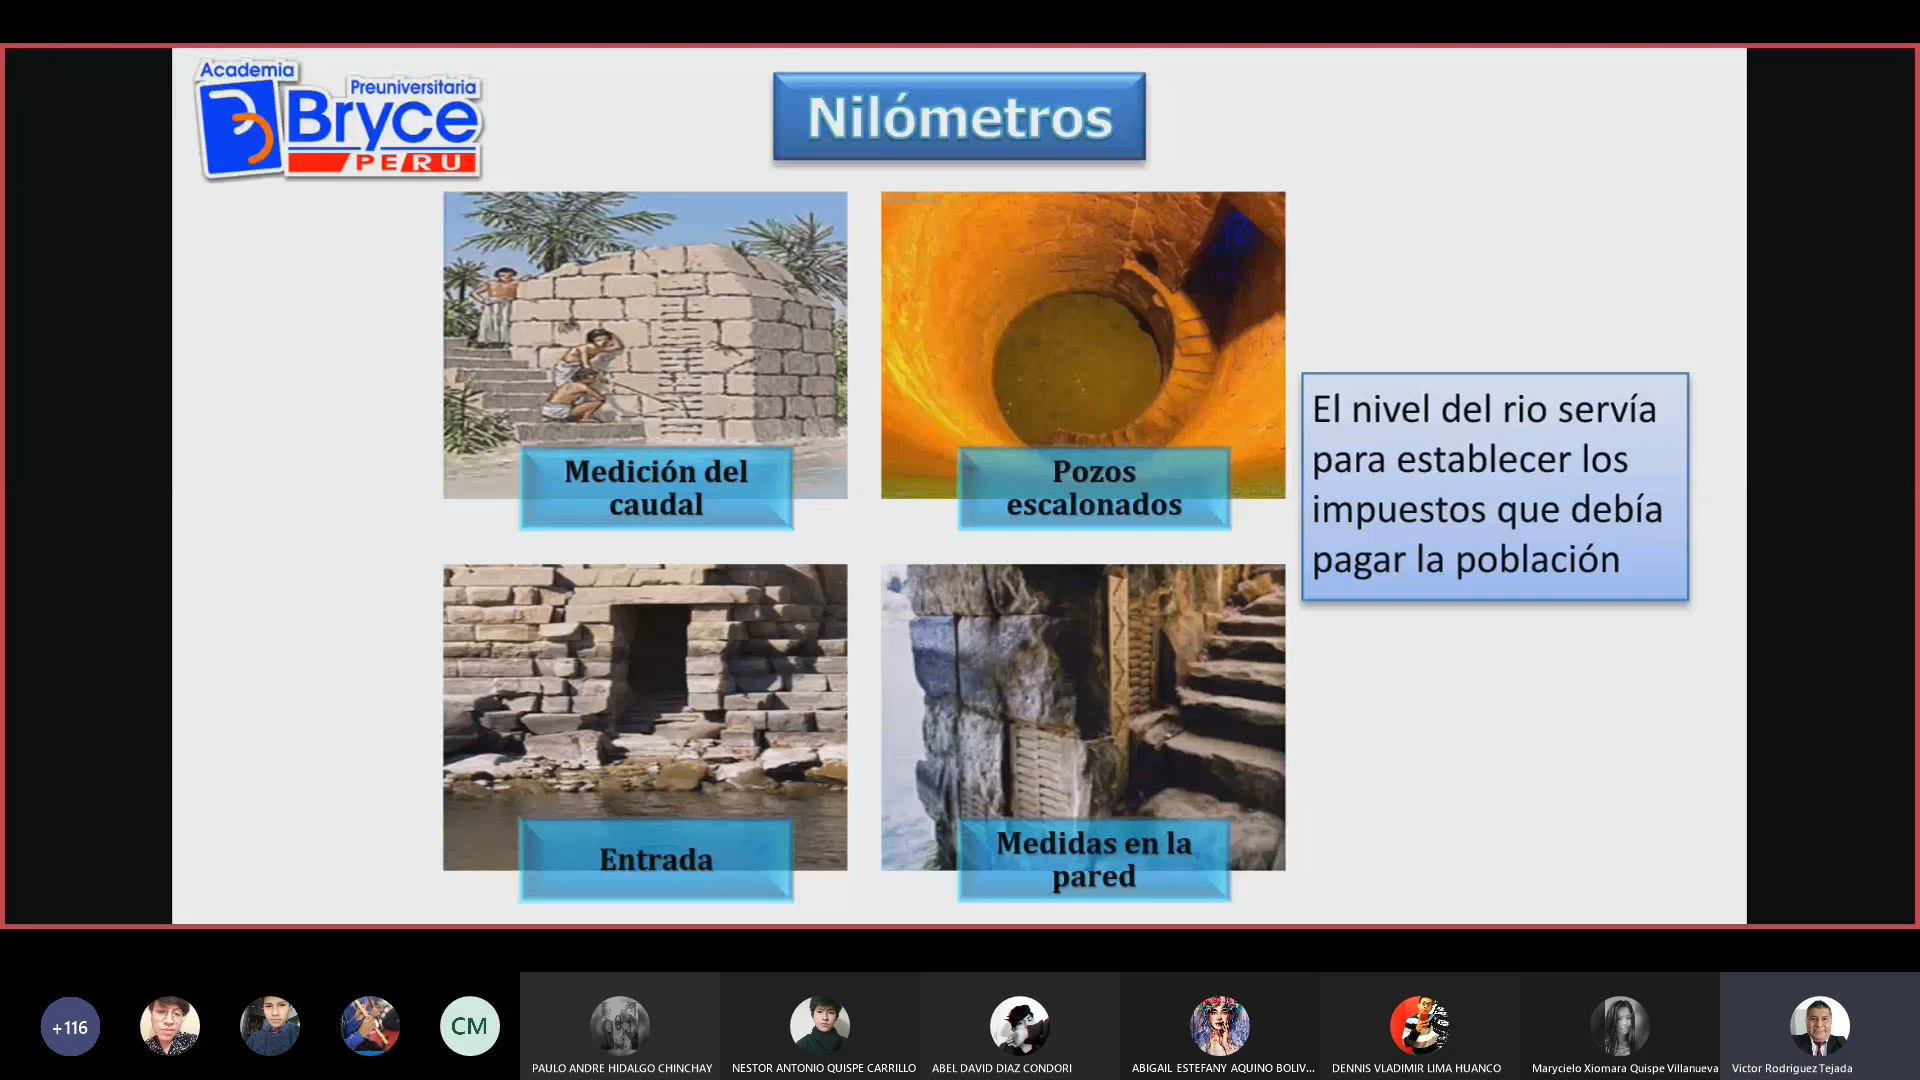 Academia
Preuniversitaria
Bryce
PERU
Nilómetros
Medición del
caudal
Pozos
escalonados
El nivel del rio servía
para establecer los
impuestos que debía
pagar la población
Entrada
Medidas en la
pared
+116
CM
PAULO ANDRE HIDALGO CHINCHAY
NESTOR ANTONIO QUISPE CARRILLO
ABEL DAVID DIAZ CONDORI
ABIGAIL ESTEFANY AQUINO BOLIV...
DENNIS VLADIMIR LIMA HUANCO
Marycielo Xiomara Quispe Villanueva
Victor Rodriguez Tejada